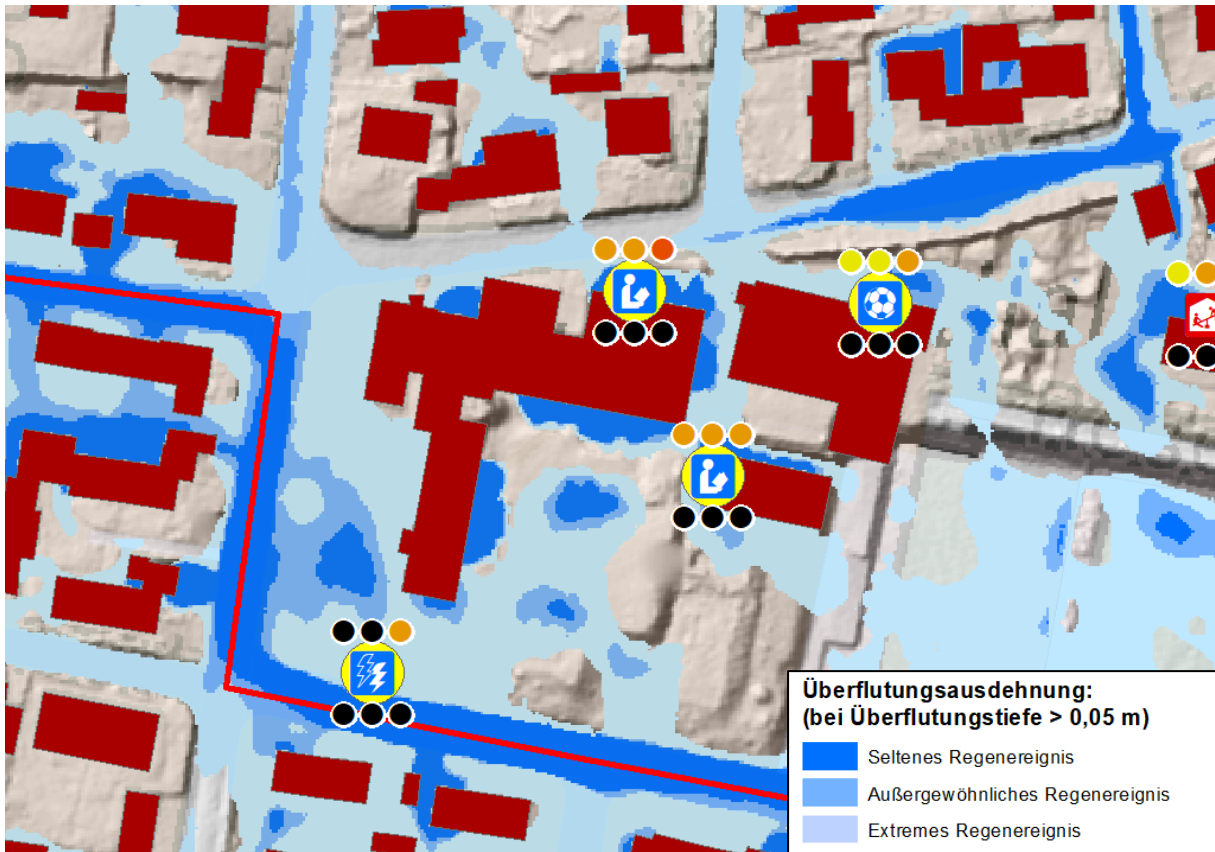 Überflutungsausdehnung:
(bei Überflutungstiefe > 0,05 m)
Seltenes Regenereignis
Außergewöhnliches Regenereignis
Extremes Regenereignis